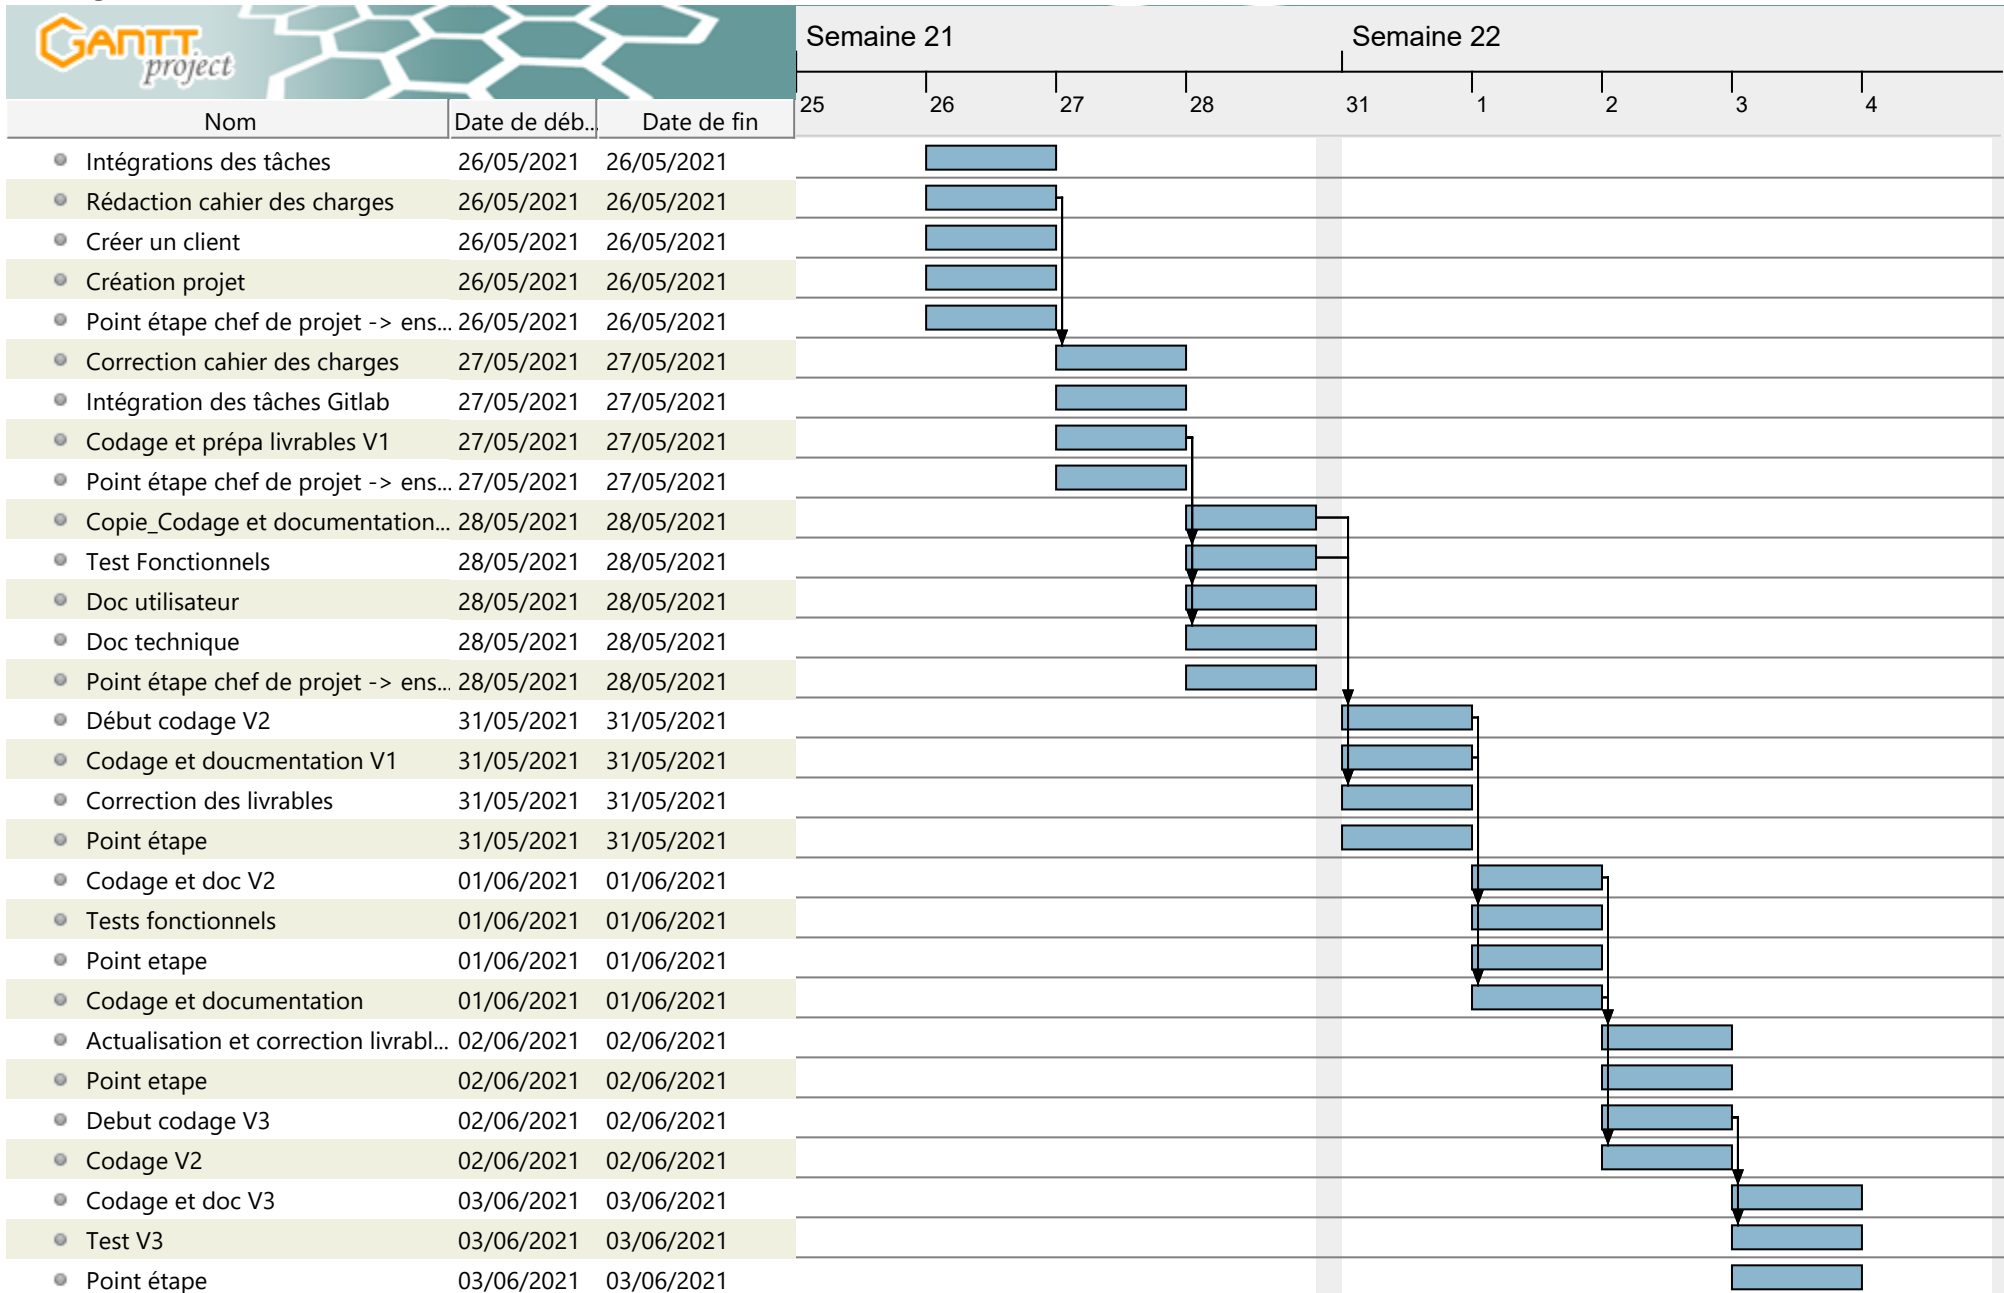 GANTT
project
Semaine 21
Semaine 22
25 26 27 28 31 1 2 3 4
Nom Date de déb... Date de fin
Intégrations des tâches 26/05/2021 26/05/2021
Rédaction cahier des charges 26/05/2021 26/05/2021
Créer un client 26/05/2021 26/05/2021
Création projet 26/05/2021 26/05/2021
Point étape chef de projet -> ens... 26/05/2021 26/05/2021
Correction cahier des charges 27/05/2021 27/05/2021
Intégration des tâches Gitlab 27/05/2021 27/05/2021
Codage et prépa livrables V1 27/05/2021 27/05/2021
Point étape chef de projet -> ens... 27/05/2021 27/05/2021
Copie_Codage et documentation... 28/05/2021 28/05/2021
Test Fonctionnels 28/05/2021 28/05/2021
Doc utilisateur 28/05/2021 28/05/2021
Doc technique 28/05/2021 28/05/2021
Point étape chef de projet -> ens... 28/05/2021 28/05/2021
Début codage V2 31/05/2021 31/05/2021
Codage et doucmentation V1 31/05/2021 31/05/2021
Correction des livrables 31/05/2021 31/05/2021
Point étape 31/05/2021 31/05/2021
Codage et doc V2 01/06/2021 01/06/2021
Tests fonctionnels 01/06/2021 01/06/2021
Point etape 01/06/2021 01/06/2021
Codage et documentation 01/06/2021 01/06/2021
Actualisation et correction livrabl... 02/06/2021 02/06/2021
Point etape 02/06/2021 02/06/2021
Debut codage V3 02/06/2021 02/06/2021
Codage V2 02/06/2021 02/06/2021
Codage et doc V3 03/06/2021 03/06/2021
Test V3 03/06/2021 03/06/2021
Point étape 03/06/2021 03/06/2021